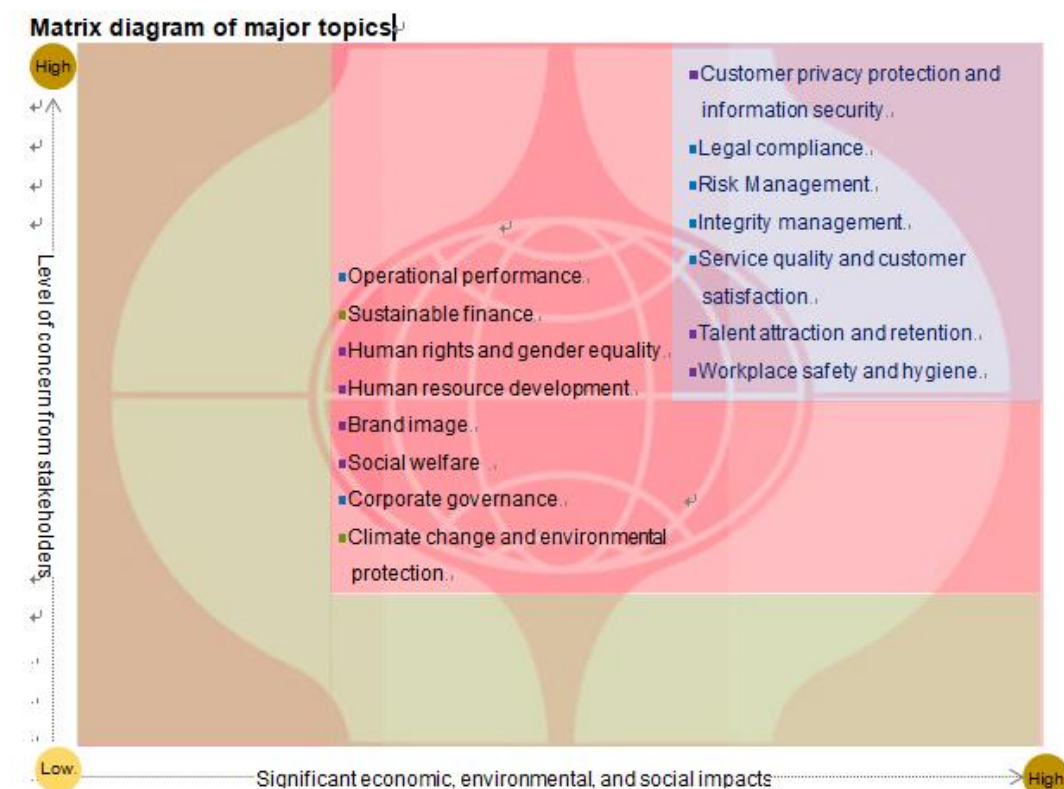 Matrix diagram of major topics
High
Level of concern from stakeholders
Customer privacy protection and
information security.
Legal compliance.
Risk Management.
Integrity management.
Service quality and customer
satisfaction.
Talent attraction and retention.
Workplace safety and hygiene.
Operational performance.
Sustainable finance.
Human rights and gender equality.
Human resource development.
Brand image.
Social welfare
Corporate governance.
Climate change and environmental
protection.
Low.
Significant economic, environmental, and social impacts
High